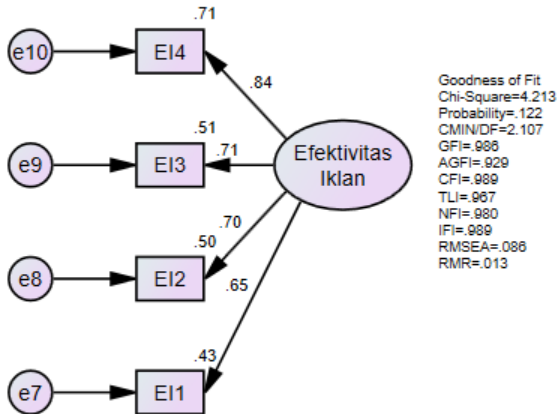 .71
e10
EI4
.84
.51
e9
EI3
.71
Efektivitas
Iklan
.70
.50
e8
EI2
.65
.43
e7
EI1
Goodness of Fit
Chi-Square=4.213
Probability=.122
CMIN/DF=2.107
GFI=.986
AGFI=.929
CFI=.989
TLI=.967
NFI=.980
IFI=.989
RMSEA=.086
RMR=.013